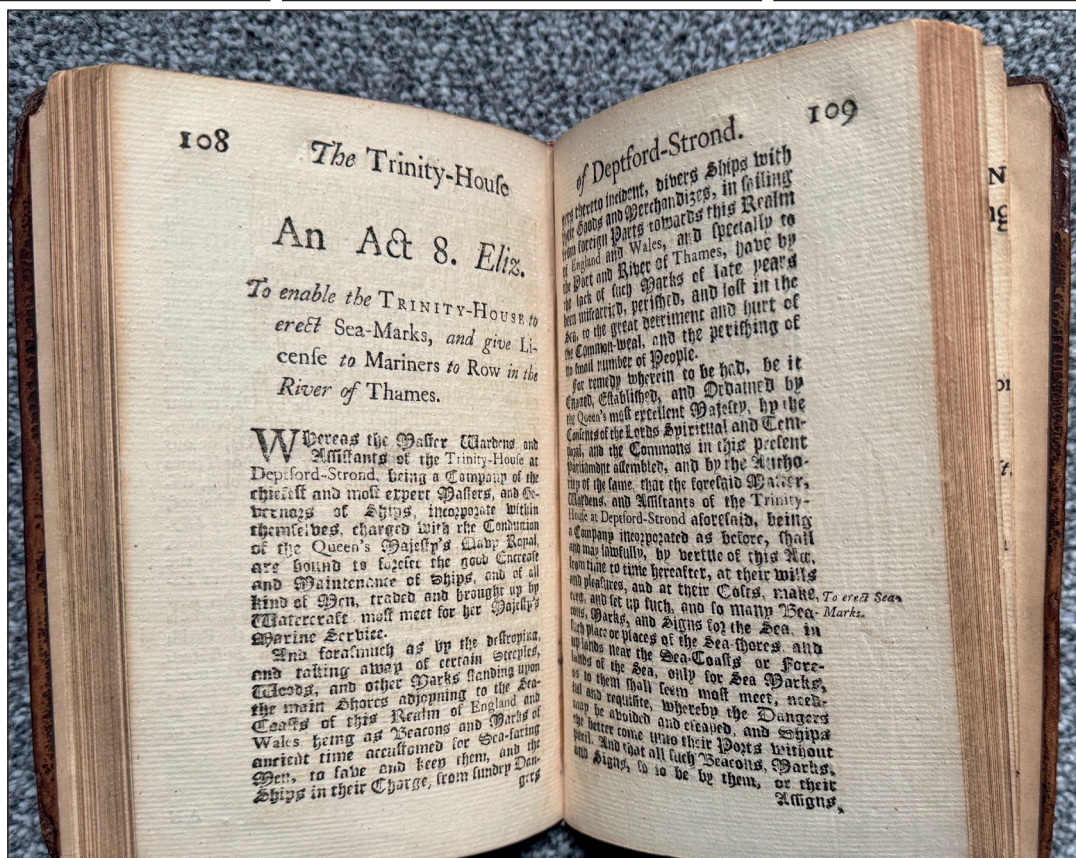 108
The Trinity-Houſe
An Act 8. Eliz.
To enable the TRINITY-HOUSE to
erect Sea-Marks, and give Li-
cenſe to Mariners to Row in the
River of Thames.
Whereas the Maſter Wardens and
Aſſiſtants of the Trinity-Houſe at
Deptford-Strond, being a Company of the
chiefeſt and moſt expert Maſters, and Go-
vernors of Ships, incorporate within
themſelves, charged with the Conduction
of the Queen's Majeſty's Navy Royal,
are bound to foreſee the good Encreaſe
and Maintenance of Ships, and of all
kind of Men, traded and brought up by
Watercraft, moſt meet for her Majeſty's
Marine Service.
And foraſmuch as by the deſtroying,
and taking away of certain Steeples,
Woods, and other Marks ſtanding upon
the main Shores adjoyning to the Sea-
Coaſts of this Realm of England and
Wales being as Beacons and Marks of
ancient time accuſtomed for Sea-faring
Men, to ſave and keep them, and the
Ships in their Charge, from ſundry Dan-
gers
109
of Deptford-Strond.
gers thereto incident, divers Ships with
their Goods and Merchandizes, in ſailing
from foreign Parts towards this Realm
of England and Wales, and ſpecially to
the Port and River of Thames, have by
the lack of ſuch Marks of late years
been miſcarried, periſhed, and loſt in the
Sea, to the great detriment and hurt of
the Common-weal, and the periſhing of
no ſmall number of People.
For remedy wherein to be had, be it
Enacted, Eſtabliſhed, and Ordained by
the Queen's moſt excellent Majeſty, by the
Conſents of the Lords Spiritual and Tem-
poral, and the Commons in this preſent
Parliament aſſembled, and by the Autho-
rity of the ſame, that the foreſaid Maſter,
Wardens, and Aſſiſtants of the Trinity-
Houſe at Deptford-Strond aforeſaid, being
a Company incorporated as before, ſhall
and may lawfully, by vertue of this Act,
from time to time hereafter, at their wills
and pleaſures, and at their Coſts, make,
erect, and ſet up ſuch, and ſo many Bea-
cons, Marks, and Signs for the Sea, in
ſuch place or places of the Sea-ſhores, and
uplands near the Sea-Coaſts or Fore-
lands of the Sea, only for Sea Marks,
as to them ſhall ſeem moſt meet, need-
ful and requiſite, whereby the Dangers
may be avoided and eſcaped, and Ships
the better come unto their Ports without
peril. And that all ſuch Beacons, Marks,
and Signs, ſo to be by them, or their
Aſſigns,
To erect Sea-
Marks.